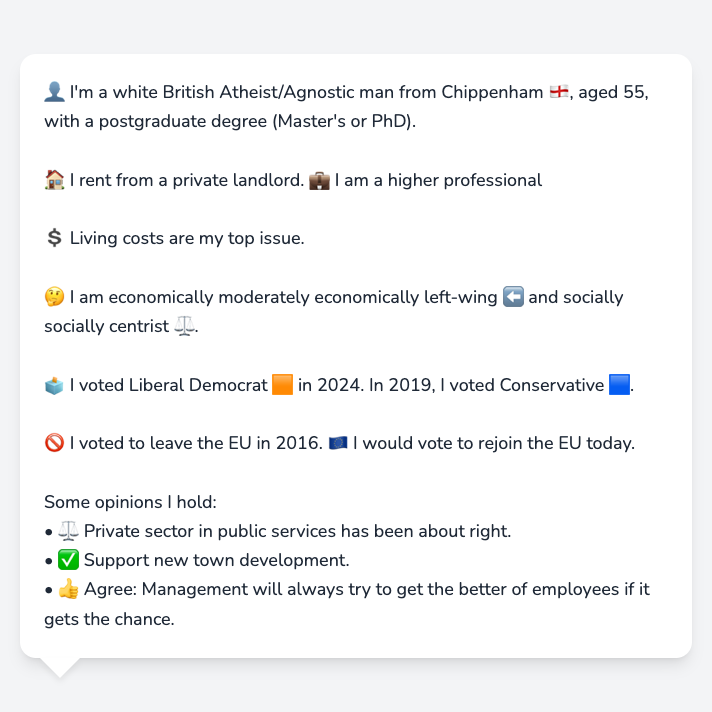 👤 I'm a white British Atheist/Agnostic man from Chippenham 🏴󠁧󠁢󠁥󠁮󠁧󠁿, aged 55,
with a postgraduate degree (Master's or PhD).
🏠 I rent from a private landlord. 💼 I am a higher professional
💲 Living costs are my top issue.
🤔 I am economically moderately economically left-wing ⬅️ and socially
socially centrist ⚖️.
🗳️ I voted Liberal Democrat 🟧 in 2024. In 2019, I voted Conservative 🟦.
🚫 I voted to leave the EU in 2016. 🇪🇺 I would vote to rejoin the EU today.
Some opinions I hold:
• ⚖️ Private sector in public services has been about right.
• ✅ Support new town development.
• 👍 Agree: Management will always try to get the better of employees if it
gets the chance.